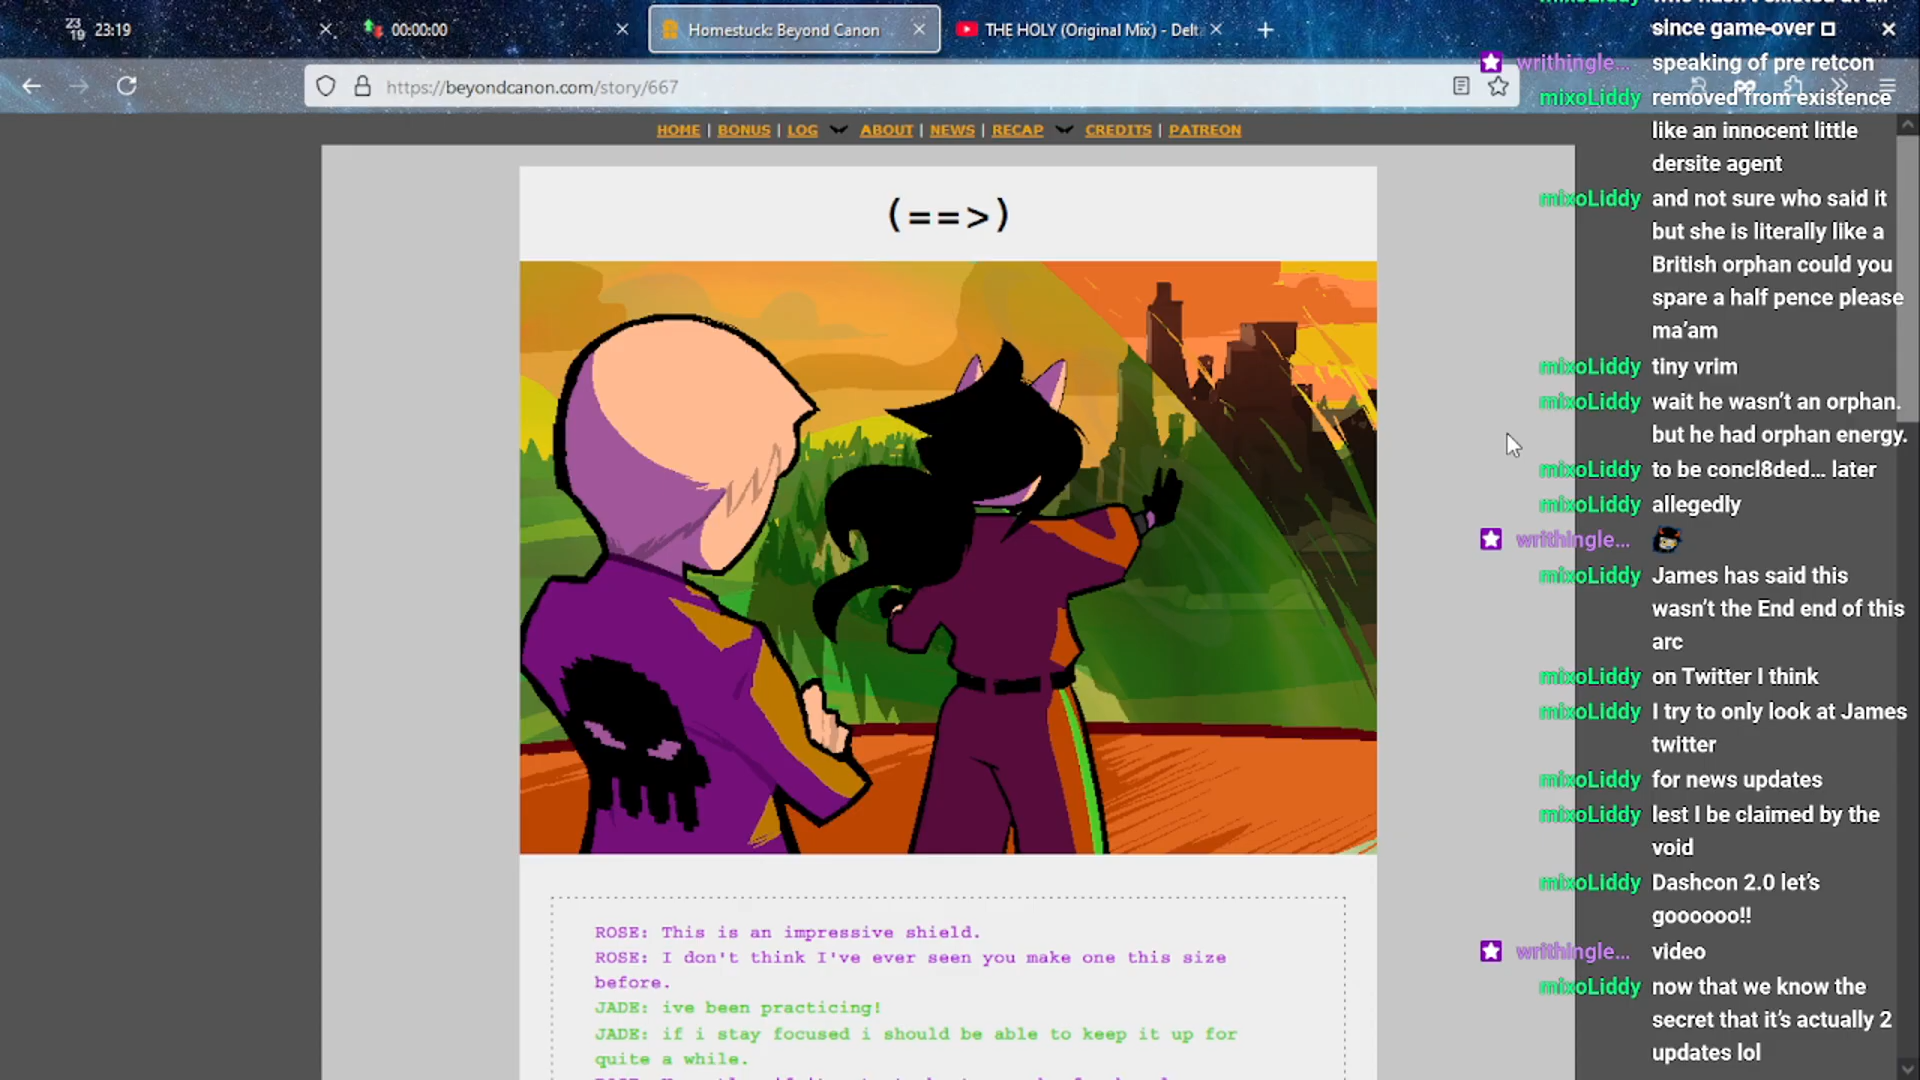 23
19 23:19
00:00:00
Homestuck: Beyond Canon
THE HOLY (Original Mix) - Delt
https://beyondcanon.com/story/667
HOME | BONUS | LOG ABOUT | NEWS | RECAP CREDITS | PATREON
(==>)
ROSE: This is an impressive shield.
ROSE: I don't think I've ever seen you make one this size
before.
JADE: ive been practicing!
JADE: if i stay focused i should be able to keep it up for
quite a while.
mixoLiddy
since game-over
writhingle... speaking of pre retcon
mixoLiddy removed from existence
like an innocent little
dersite agent
mixoLiddy and not sure who said it
but she is literally like a
British orphan could you
spare a half pence please
ma'am
mixoLiddy tiny vrim
mixoLiddy wait he wasn't an orphan.
but he had orphan energy.
mixoLiddy to be concl8ded... later
mixoLiddy allegedly
writhingle...
mixoLiddy James has said this
wasn't the End end of this
arc
mixoLiddy on Twitter I think
mixoLiddy I try to only look at James
twitter
mixoLiddy for news updates
mixoLiddy lest I be claimed by the
void
mixoLiddy Dashcon 2.0 let's
goooooo!!
writhingle... video
mixoLiddy now that we know the
secret that it's actually 2
updates lol